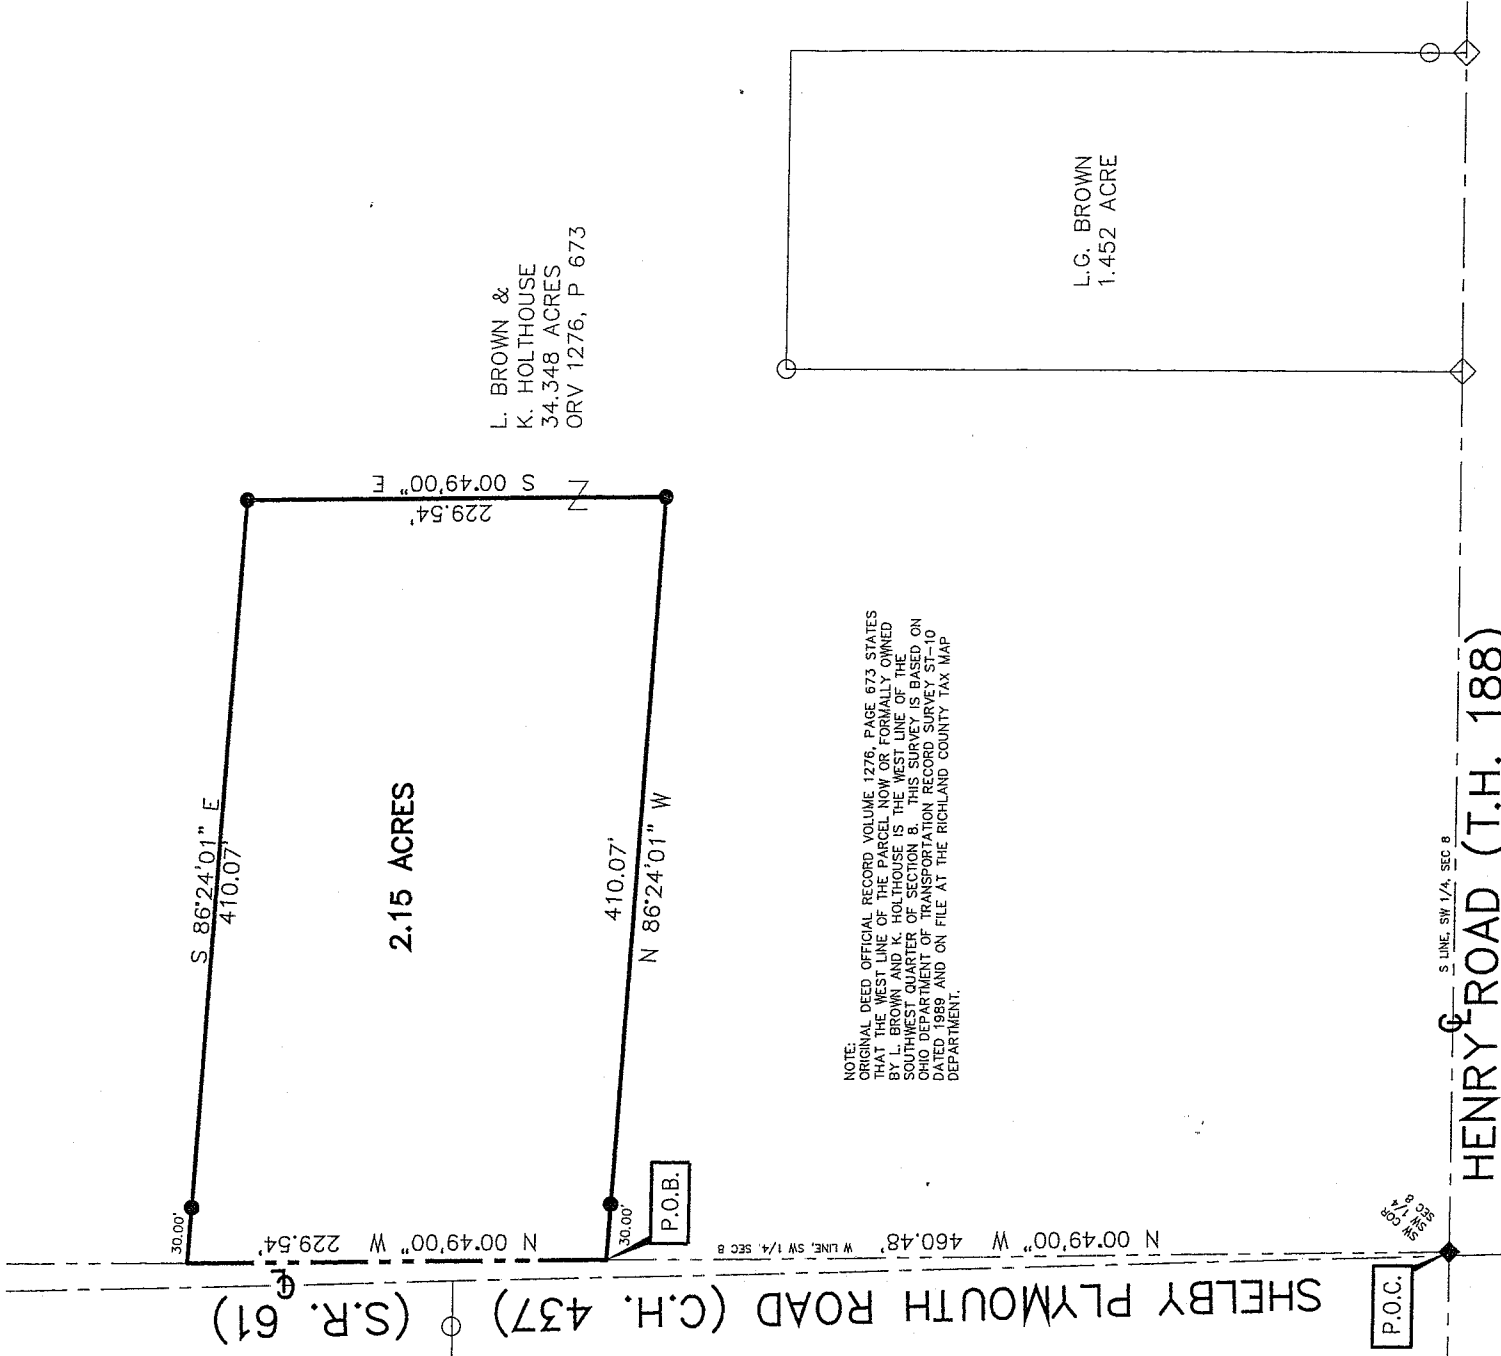 L. BROWN &
K. HOLTHOUSE
34.348 ACRES
ORV 1276, P 673
L.G. BROWN
1.452 ACRE
S 86°24'01" E
410.07'
S 00°49'00" E
229.54'
2.15 ACRES
410.07'
N 86°24'01" W
30.00'
N 00°49'00" W 229.54'
30.00'
P.O.B.
NOTE:
ORIGINAL DEED OFFICIAL RECORD VOLUME 1276, PAGE 673 STATES
THAT THE WEST LINE OF THE PARCEL NOW OR FORMALLY OWNED
BY L. BROWN AND K. HOLTHOUSE IS THE WEST LINE OF THE
SOUTHWEST QUARTER OF SECTION 8. THIS SURVEY IS BASED ON
OHIO DEPARTMENT OF TRANSPORTATION RECORD SURVEY ST-10
DATED 1989 AND ON FILE AT THE RICHLAND COUNTY TAX MAP
DEPARTMENT.
N 00°49'00" W 460.48'
W LINE, SW 1/4, SEC 8
SHELBY PLYMOUTH ROAD (C.H. 437) (S.R. 61)
SW COR
SW 1/4
SEC 8
P.O.C.
S LINE, SW 1/4, SEC 8
HENRY ROAD (T.H. 188)